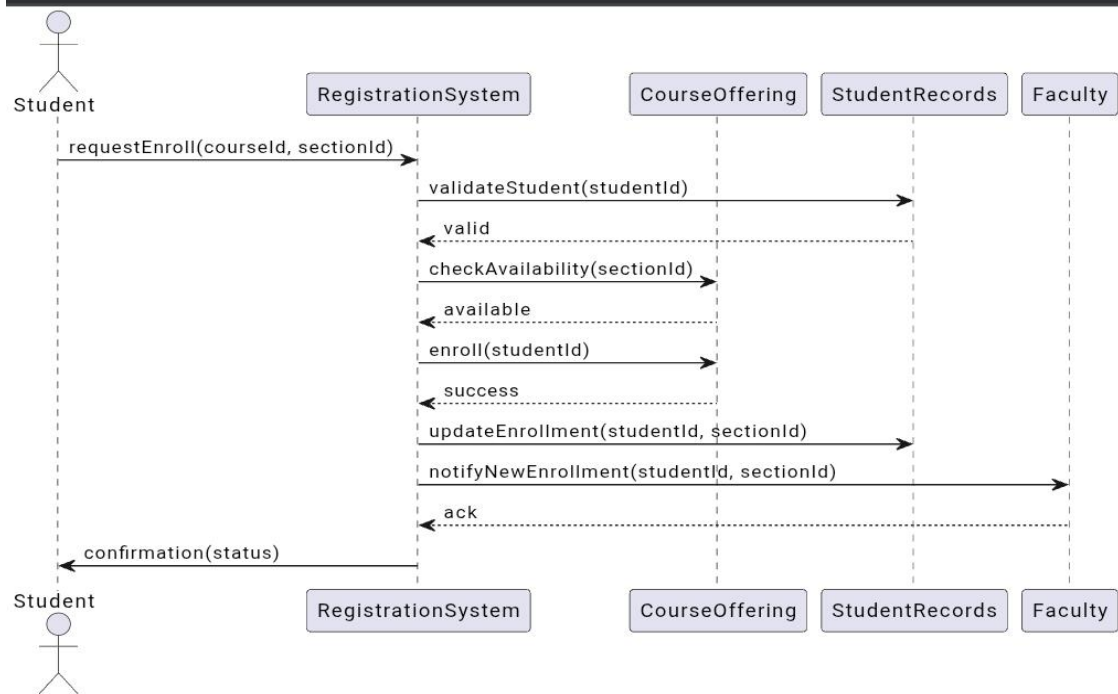 Student
RegistrationSystem
CourseOffering
StudentRecords
Faculty
requestEnroll(courseId, sectionId)
validateStudent(studentId)
valid
checkAvailability(sectionId)
available
enroll(studentId)
success
updateEnrollment(studentId, sectionId)
notifyNewEnrollment(studentId, sectionId)
ack
confirmation(status)
Student
RegistrationSystem
CourseOffering
StudentRecords
Faculty